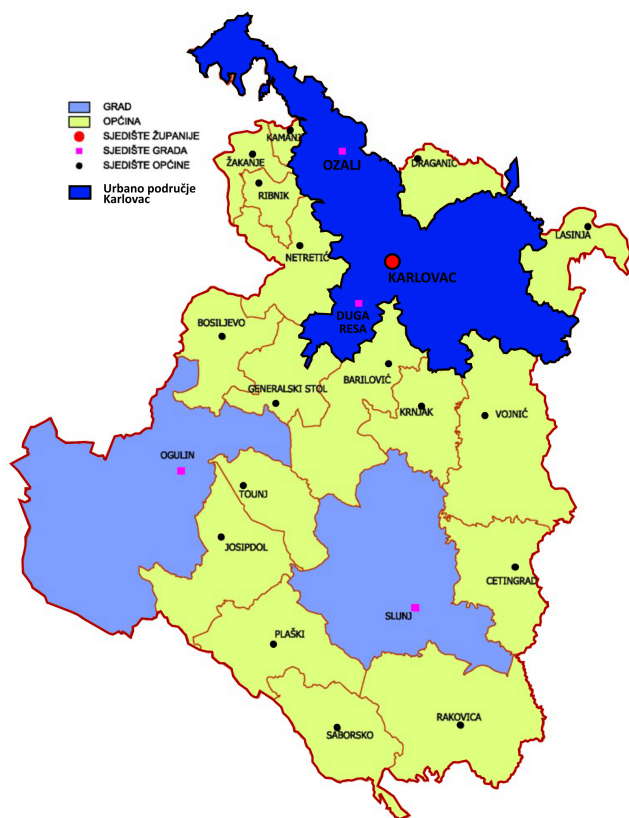 GRAD
OPĆINA
SJEDIŠTE ŽUPANIJE
SJEDIŠTE GRADA
SJEDIŠTE OPĆINE
Urbano područje
Karlovac
KAMANJ
ŽAKANJE
OZALJ
DRAGANIĆ
RIBNIK
LASINJA
NETRETIĆ
KARLOVAC
DUGA
RESA
BOSILJEVO
BARILOVIĆ
GENERALSKI STOL
KRNJAK
VOJNIĆ
OGULIN
TOUNJ
JOSIPDOL
CETINGRAD
SLUNJ
PLAŠKI
RAKOVICA
SABORSKO